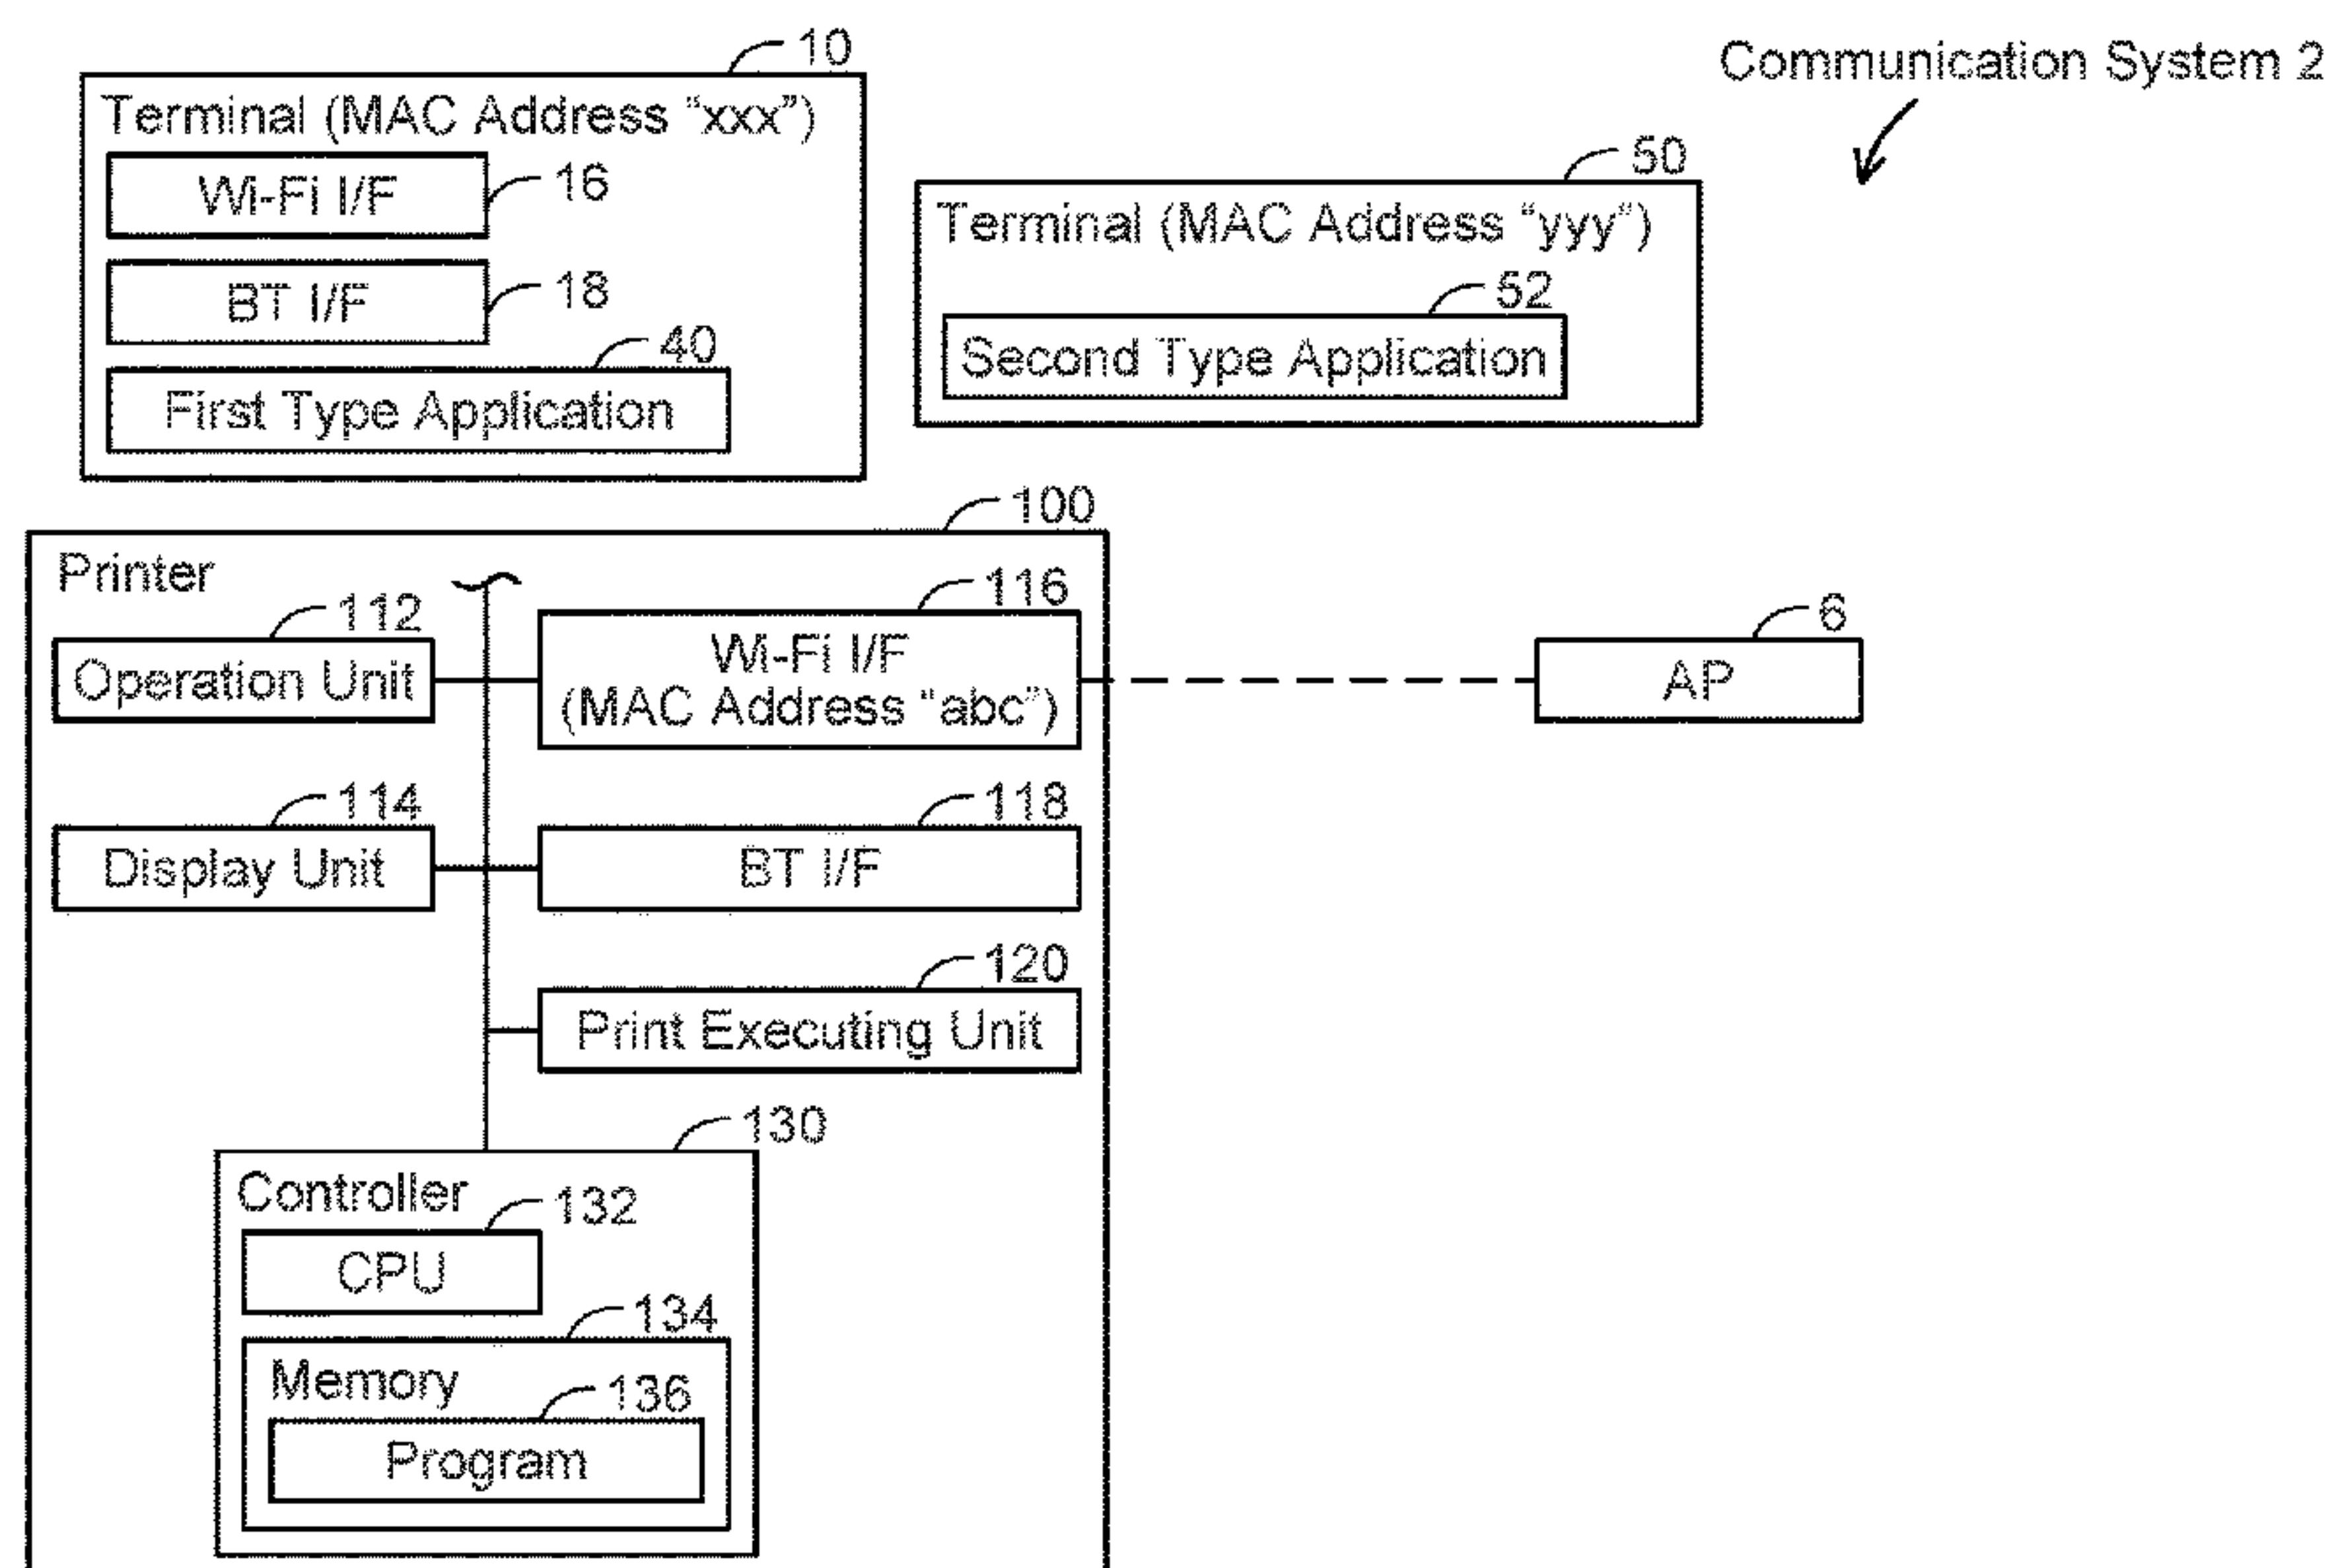 Communication System 2
10
Terminal (MAC Address "xxx")
Wi-Fi I/F
16
BT I/F
18
40
First Type Application
50
Terminal (MAC Address "yyy")
52
Second Type Application
100
Printer
112
Operation Unit
116
Wi-Fi I/F
(MAC Address "abc")
6
AP
114
Display Unit
118
BT I/F
120
Print Executing Unit
130
Controller
132
CPU
134
Memory
136
Program